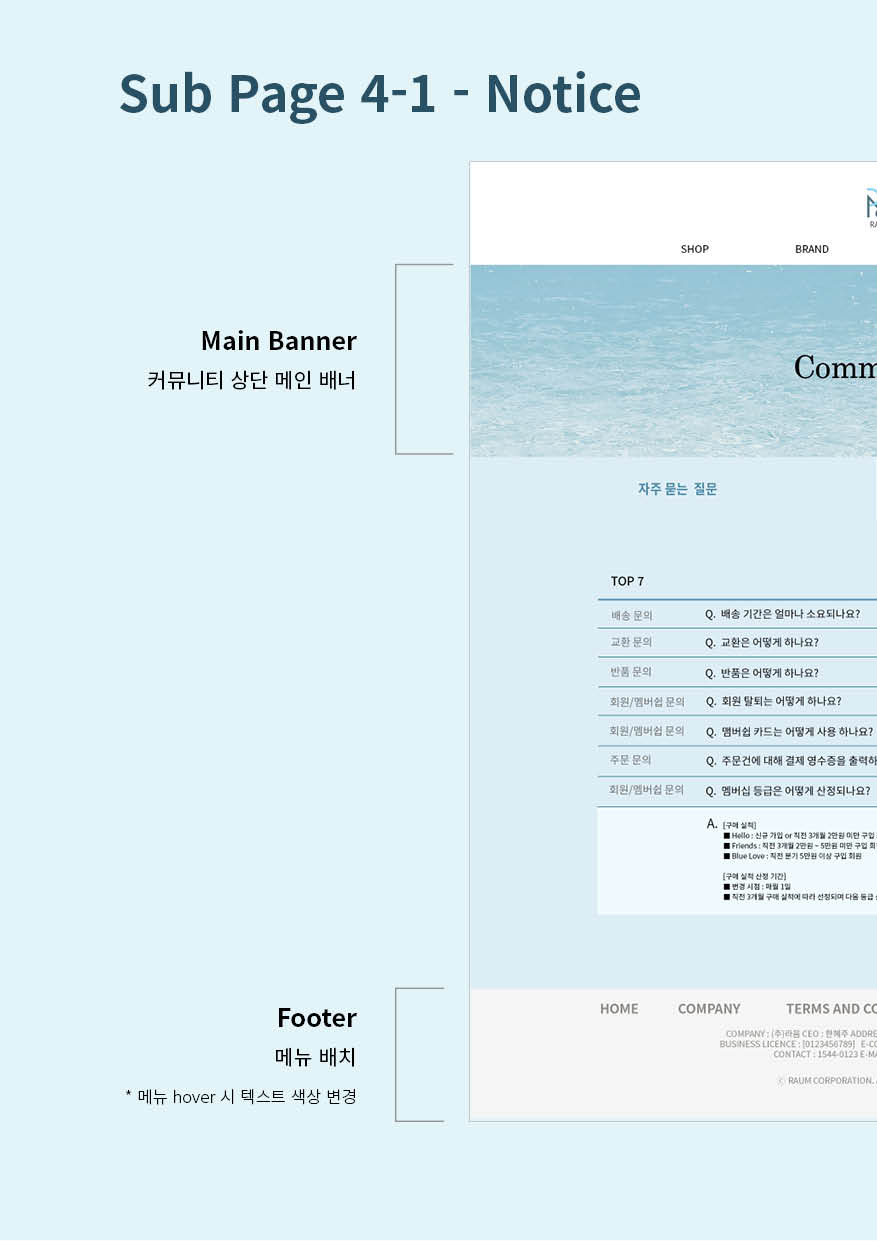 Sub Page 4-1 - Notice
SHOP BRAND
Main Banner
커뮤니티 상단 메인 배너
자주 묻는 질문
TOP 7
배송 문의 Q. 배송 기간은 얼마나 소요되나요?
교환 문의 Q. 교환은 어떻게 하나요?
반품 문의 Q. 반품은 어떻게 하나요?
회원/멤버쉽 문의 Q. 회원 탈퇴는 어떻게 하나요?
회원/멤버쉽 문의 Q. 맴버쉽 카드는 어떻게 사용 하나요?
주문 문의 Q. 주문건에 대해 결제 영수증을
회원/멤버쉽 문의 Q. 멤버십 등급은 어떻게 산정되나요?
A. [구매 실적]
■ Hello : 신규 가입 or 직전 3개월 2만원 미만 구입
■ Friends : 직전 3개월 2만원 ~ 5만원 미만 구입
■ Blue Love : 직전 분기 5만원 이상 구입 회원
[구매 실적 산정 기간]
■ 변경 시점 : 매월 1일
■ 직전 3개월 구매 실적에 따라 선정되며 다음 등급
Footer
메뉴 배치
* 메뉴 hover 시 텍스트 색상 변경
HOME COMPANY TERMS AND
COMPANY : (주)라움 CEO : 한혜주
BUSINESS LICENCE : [0123456789]
CONTACT : 1544-0123
ⓒ RAUM CORPORATION.